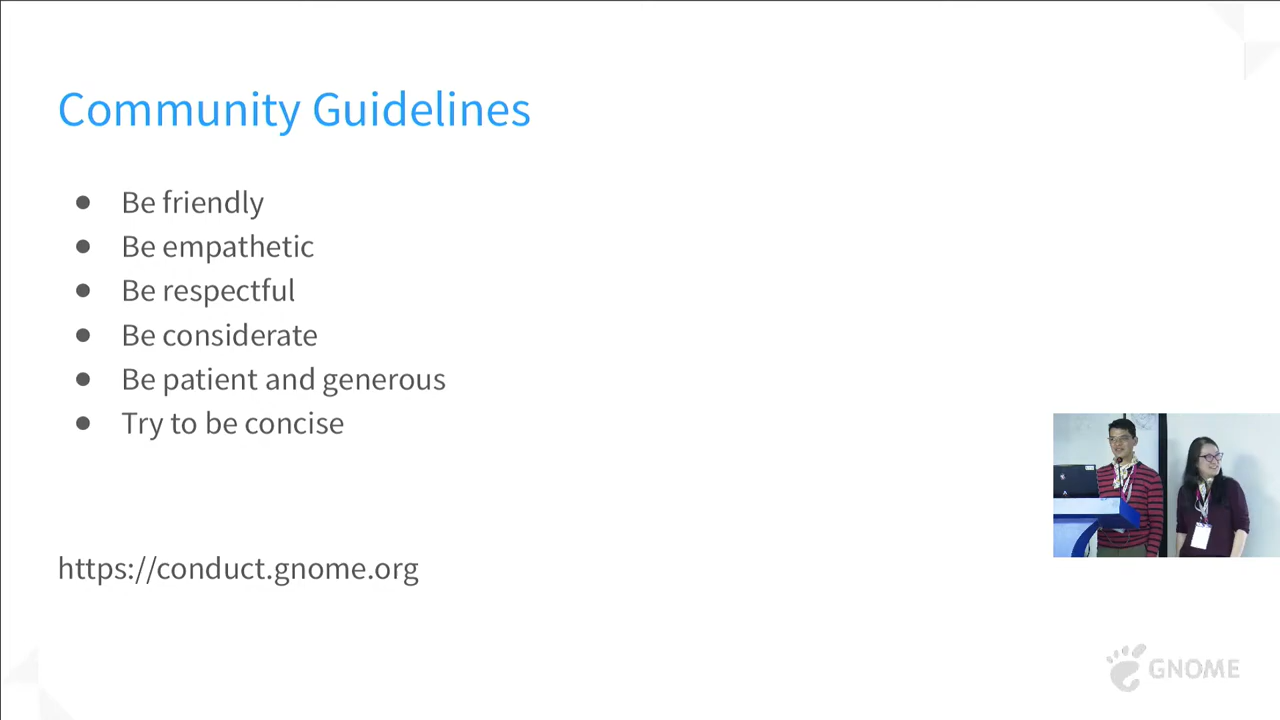 Community Guidelines
● Be friendly
● Be empathetic
● Be respectful
● Be considerate
● Be patient and generous
● Try to be concise
https://conduct.gnome.org
GNOME